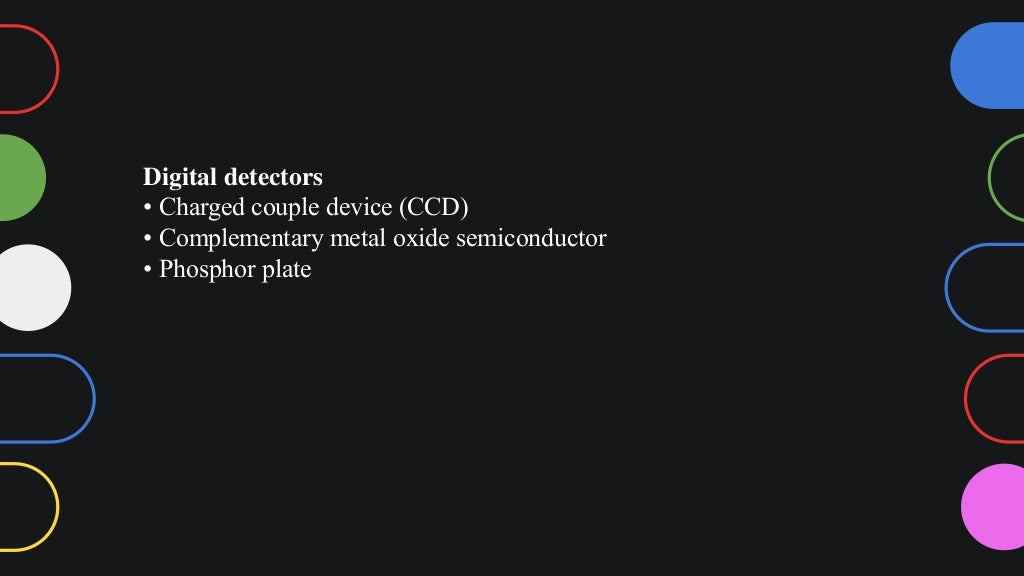 Digital detectors
• Charged couple device (CCD)
• Complementary metal oxide semiconductor
• Phosphor plate